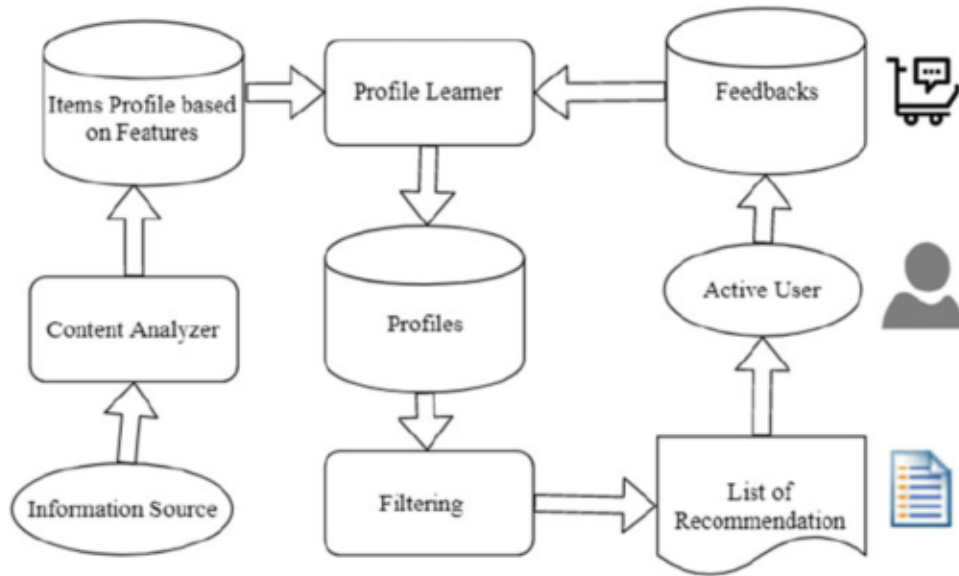 Items Profile based
on Features
Profile Learner
Feedbacks
Content Analyzer
Profiles
Active User
Information Source
Filtering
List of
Recommendation